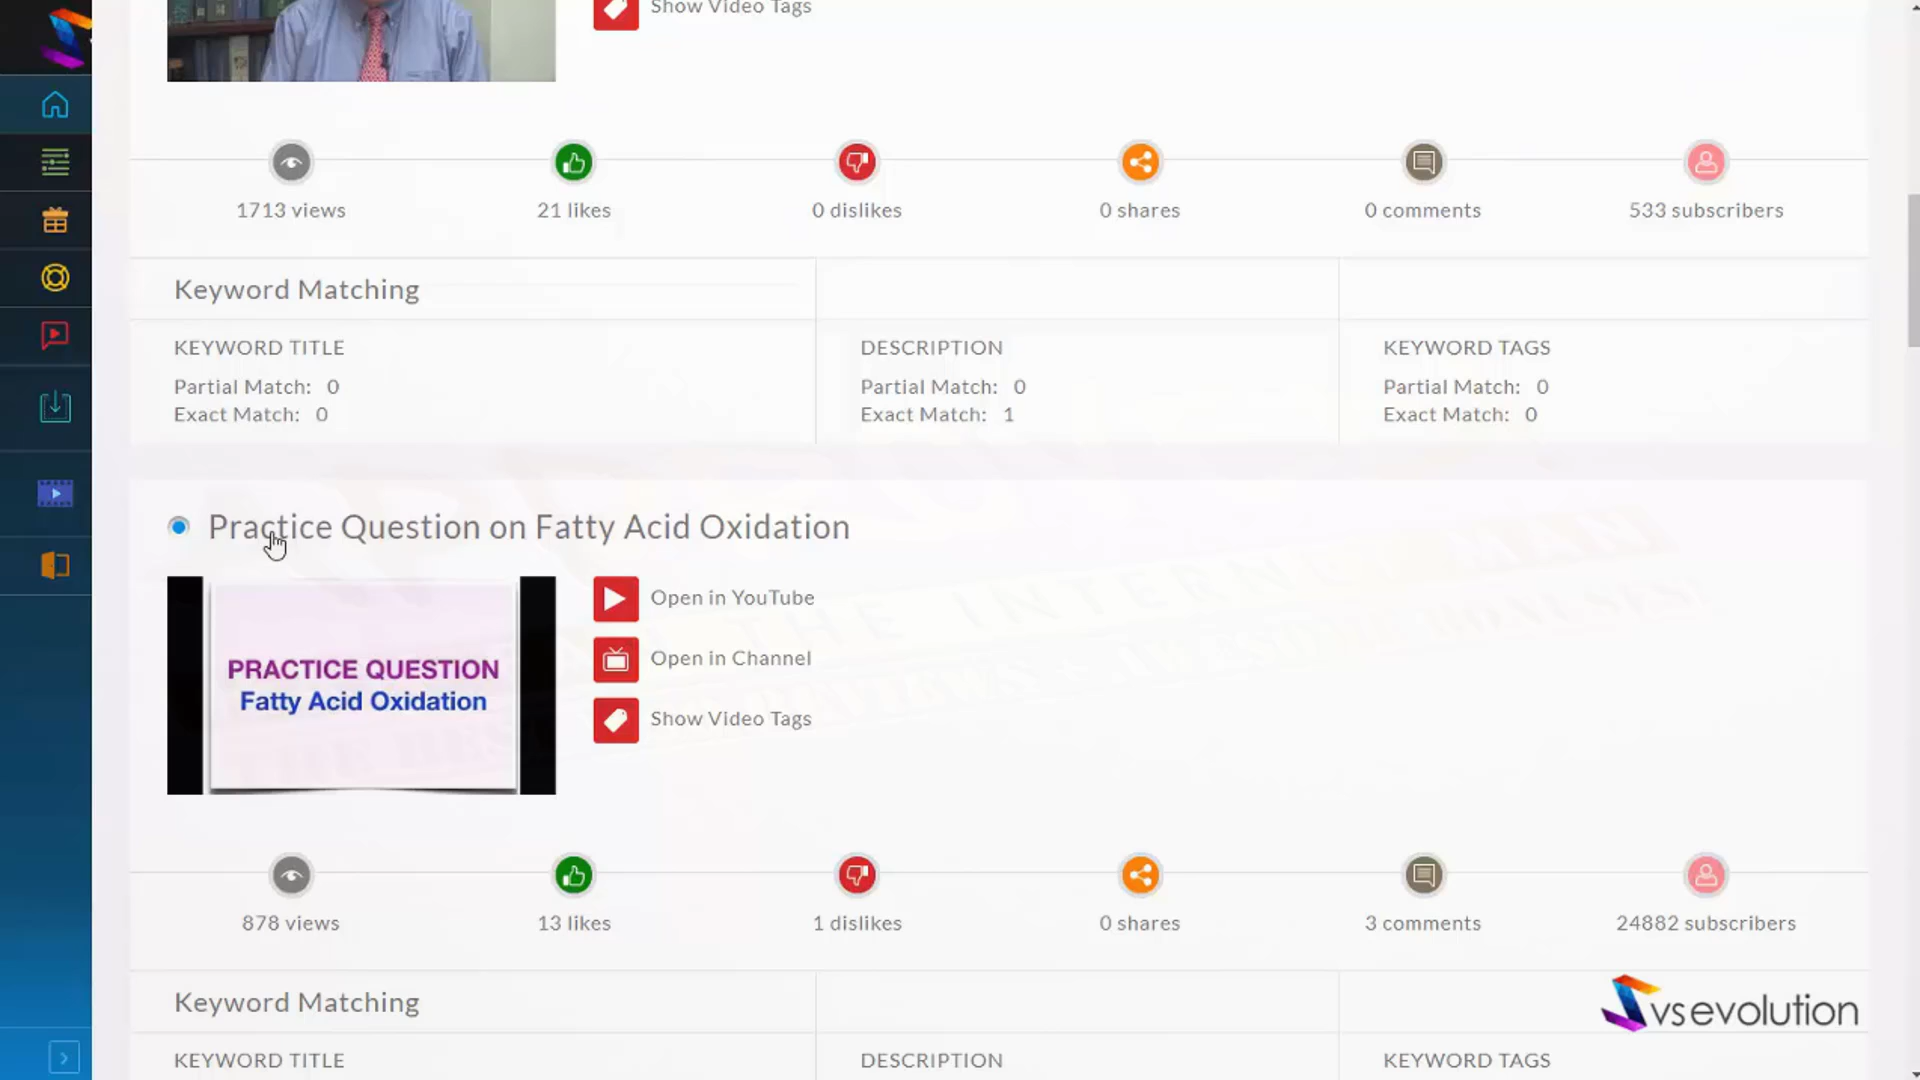 Show Video Tags
1713 views
21 likes
0 dislikes
0 shares
0 comments
533 subscribers
Keyword Matching
KEYWORD TITLE
Partial Match: 0
Exact Match: 0
DESCRIPTION
Partial Match: 0
Exact Match: 1
KEYWORD TAGS
Partial Match: 0
Exact Match: 0
Practice Question on Fatty Acid Oxidation
PRACTICE QUESTION
Fatty Acid Oxidation
Open in YouTube
Open in Channel
Show Video Tags
878 views
13 likes
1 dislikes
0 shares
3 comments
24882 subscribers
Keyword Matching
vsevolution
KEYWORD TITLE
DESCRIPTION
KEYWORD TAGS